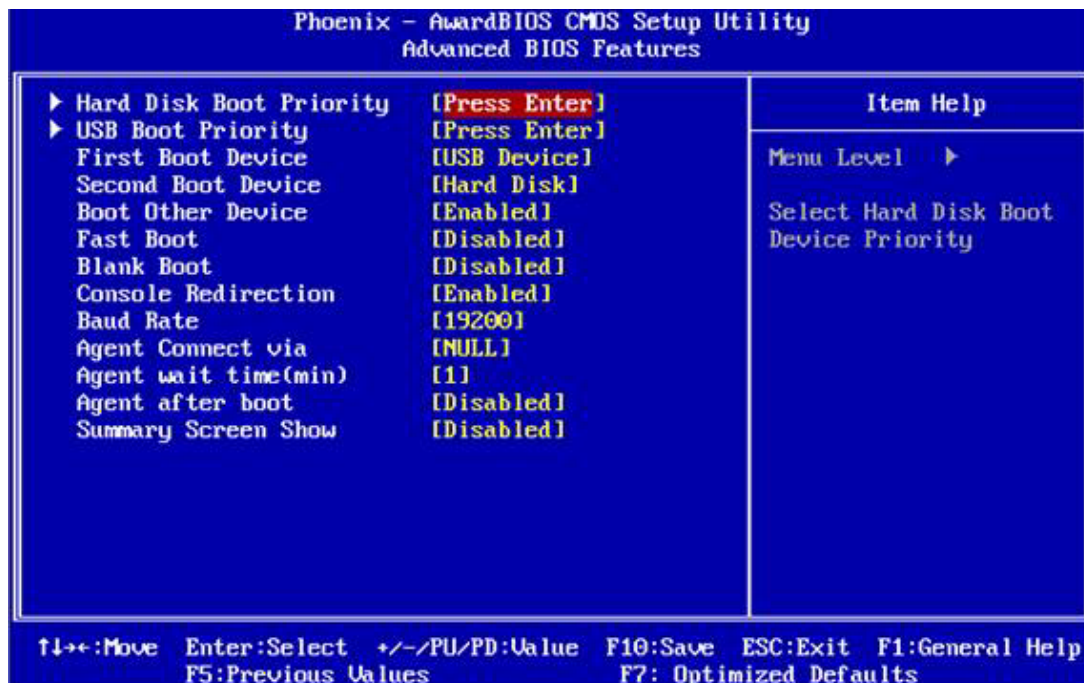 Phoenix - AwardBIOS CMOS Setup Utility
Advanced BIOS Features
Hard Disk Boot Priority [Press Enter]
USB Boot Priority [Press Enter]
First Boot Device [USB Device]
Second Boot Device [Hard Disk]
Boot Other Device [Enabled]
Fast Boot [Disabled]
Blank Boot [Disabled]
Console Redirection [Enabled]
Baud Rate [19200]
Agent Connect via [NULL]
Agent wait time(min) [1]
Agent after boot [Disabled]
Summary Screen Show [Disabled]
Item Help
Menu Level
Select Hard Disk Boot
Device Priority
↑↓→←:Move Enter:Select +/-/PU/PD:Value F10:Save ESC:Exit F1:General Help
F5:Previous Values F7: Optimized Defaults